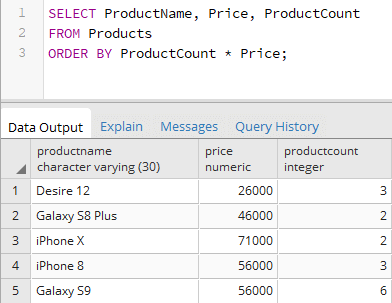 1 SELECT ProductName, Price, ProductCount
2 FROM Products
3 ORDER BY ProductCount * Price;
Data Output Explain Messages Query History
productname character varying (30) price numeric productcount integer
1 Desire 12 26000 3
2 Galaxy S8 Plus 46000 2
3 iPhone X 71000 2
4 iPhone 8 56000 3
5 Galaxy S9 56000 6